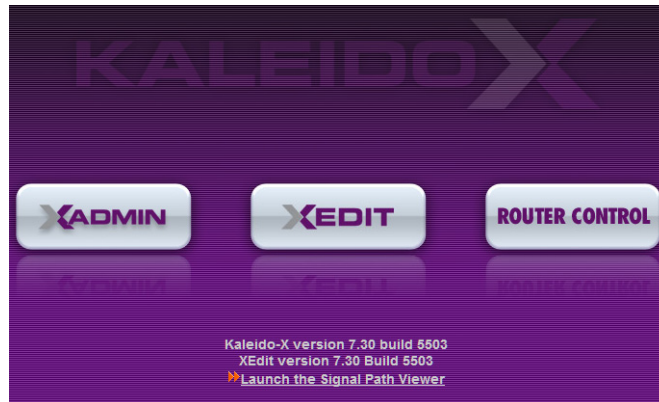 KALEIDOX
XADMIN
XEDIT
ROUTER CONTROL
Kaleido-X version 7.30 build 5503
XEdit version 7.30 Build 5503
Launch the Signal Path Viewer